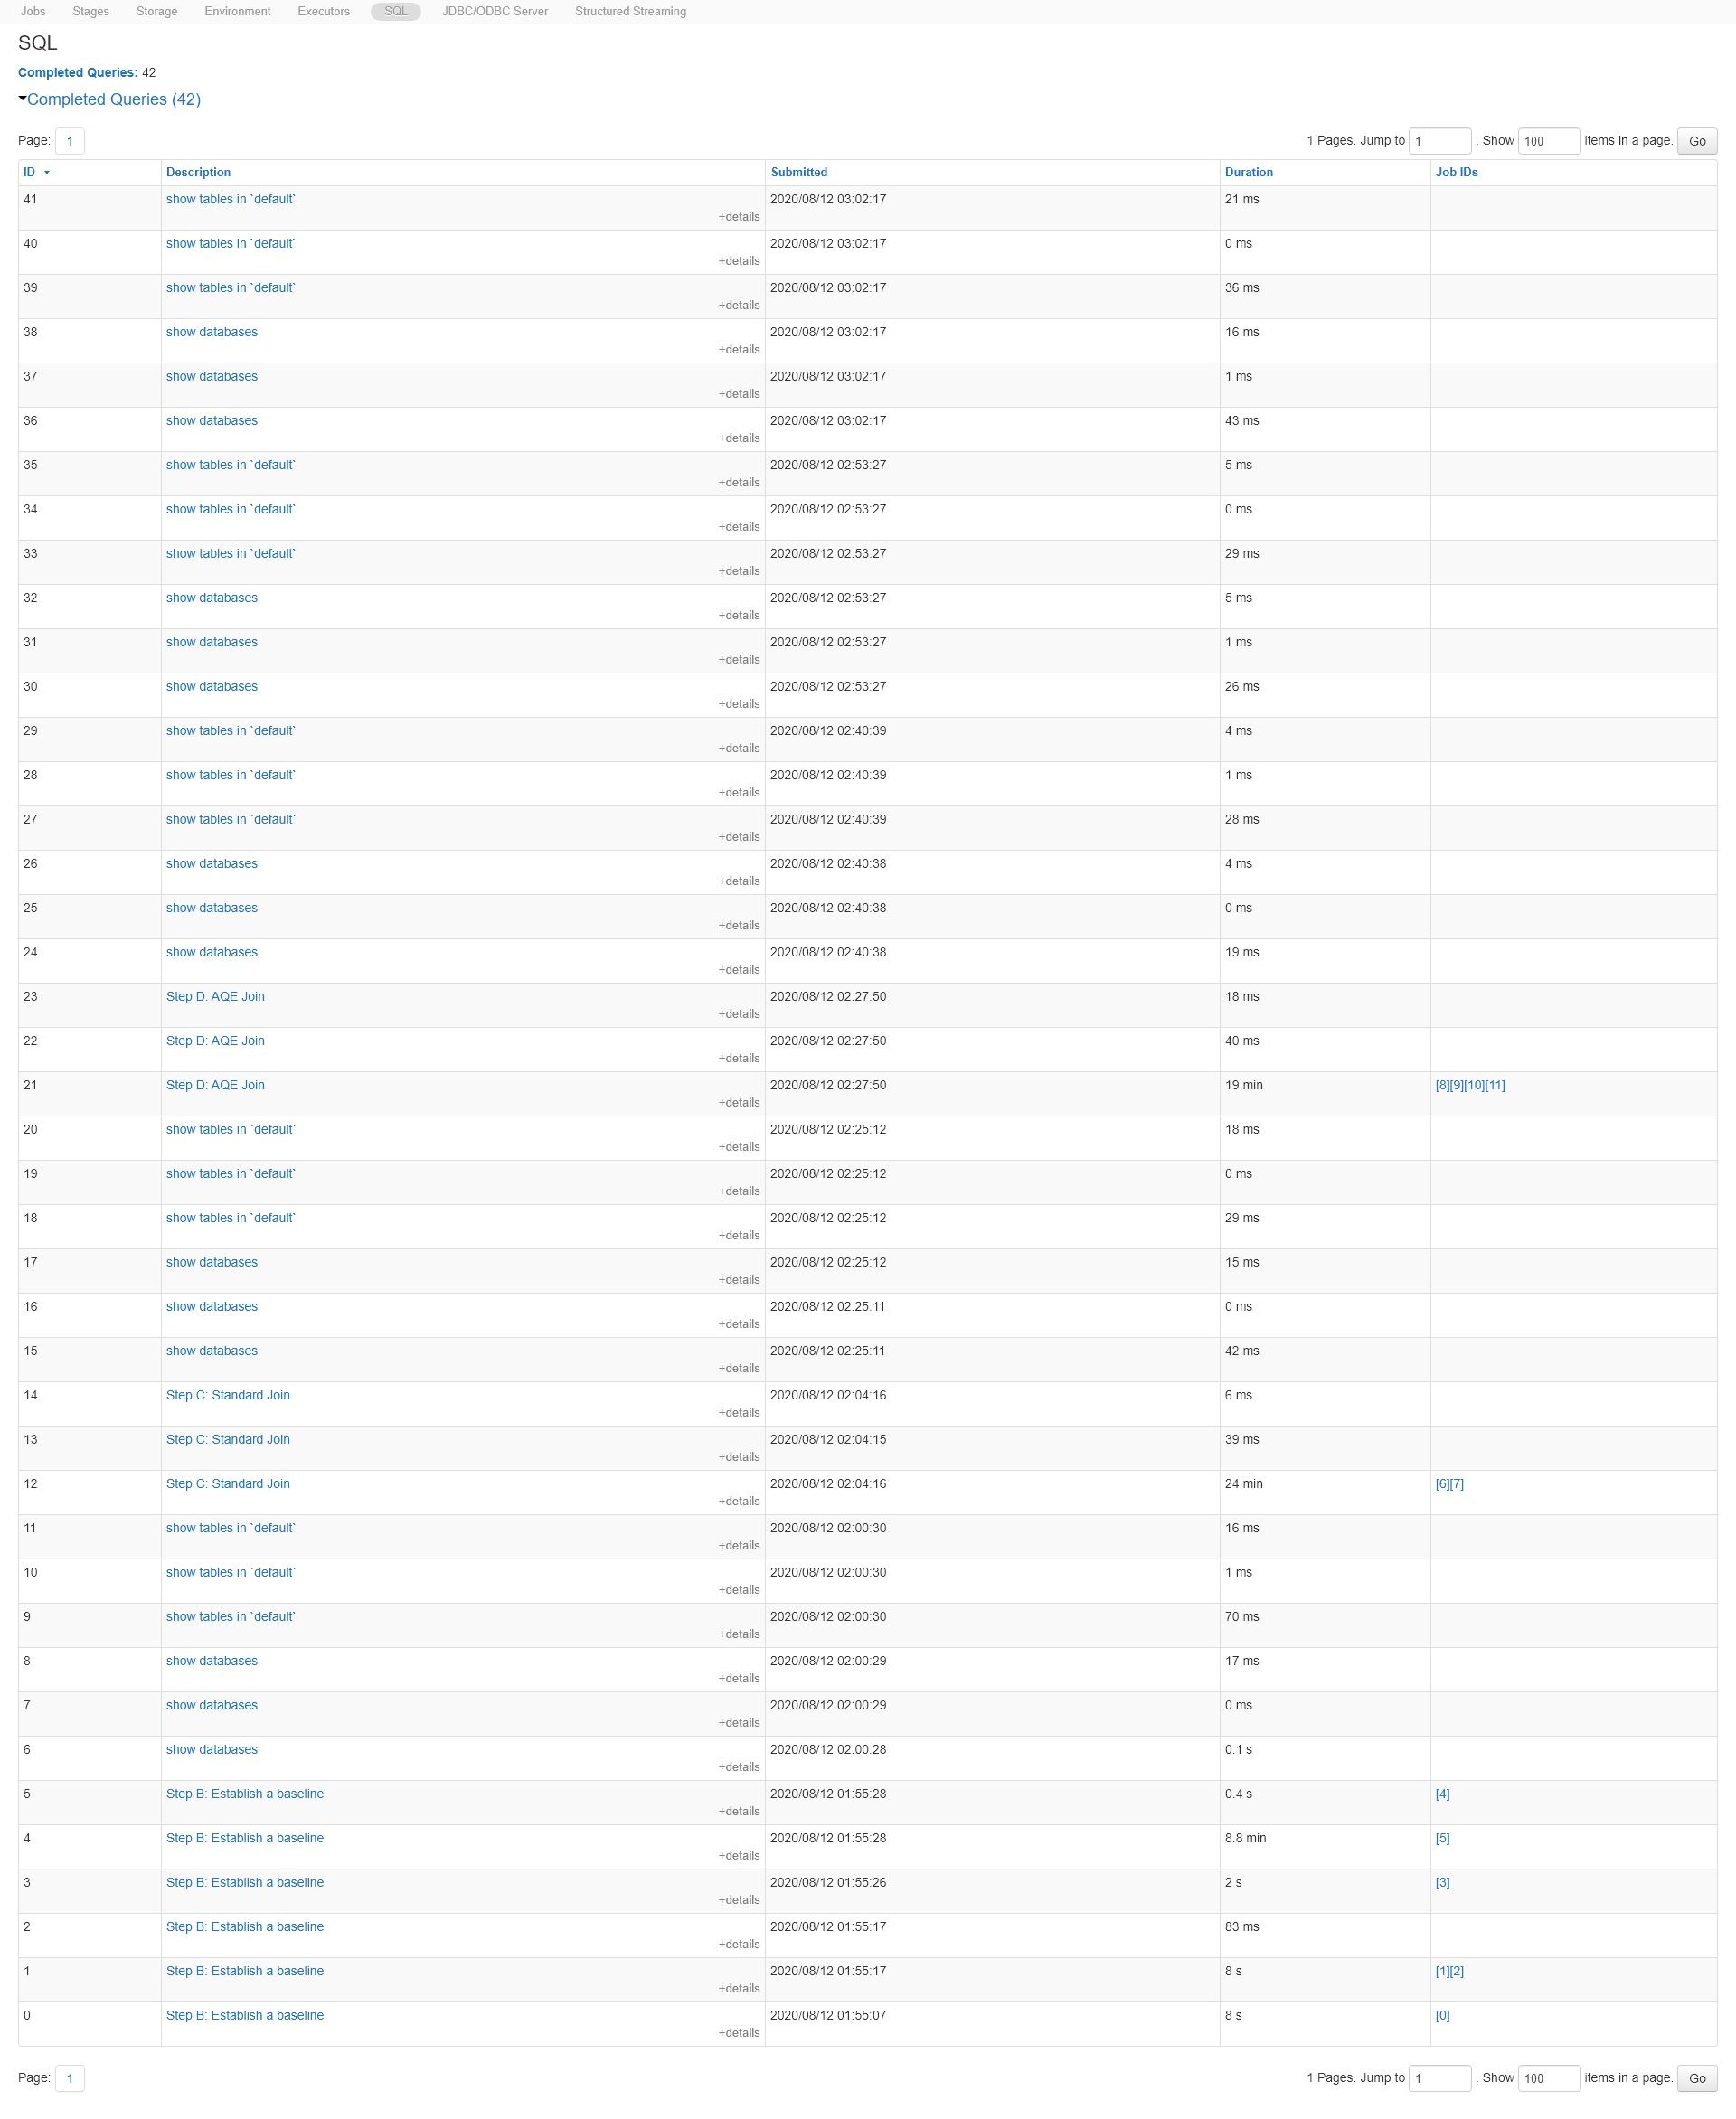 Jobs Stages Storage Environment Executors SQL JDBC/ODBC Server Structured Streaming
SQL
Completed Queries: 42
Completed Queries (42)
Page: 1 1 Pages. Jump to 1 . Show 100 items in a page. Go
ID Description Submitted Duration Job IDs
41 show tables in `default` 2020/08/12 03:02:17 21 ms
+details
40 show tables in `default` 2020/08/12 03:02:17 0 ms
+details
39 show tables in `default` 2020/08/12 03:02:17 36 ms
+details
38 show databases 2020/08/12 03:02:17 16 ms
+details
37 show databases 2020/08/12 03:02:17 1 ms
+details
36 show databases 2020/08/12 03:02:17 43 ms
+details
35 show tables in `default` 2020/08/12 02:53:27 5 ms
+details
34 show tables in `default` 2020/08/12 02:53:27 0 ms
+details
33 show tables in `default` 2020/08/12 02:53:27 29 ms
+details
32 show databases 2020/08/12 02:53:27 5 ms
+details
31 show databases 2020/08/12 02:53:27 1 ms
+details
30 show databases 2020/08/12 02:53:27 26 ms
+details
29 show tables in `default` 2020/08/12 02:40:39 4 ms
+details
28 show tables in `default` 2020/08/12 02:40:39 1 ms
+details
27 show tables in `default` 2020/08/12 02:40:39 28 ms
+details
26 show databases 2020/08/12 02:40:38 4 ms
+details
25 show databases 2020/08/12 02:40:38 0 ms
+details
24 show databases 2020/08/12 02:40:38 19 ms
+details
23 Step D: AQE Join 2020/08/12 02:27:50 18 ms
+details
22 Step D: AQE Join 2020/08/12 02:27:50 40 ms
+details
21 Step D: AQE Join 2020/08/12 02:27:50 19 min [8][9][10][11]
+details
20 show tables in `default` 2020/08/12 02:25:12 18 ms
+details
19 show tables in `default` 2020/08/12 02:25:12 0 ms
+details
18 show tables in `default` 2020/08/12 02:25:12 29 ms
+details
17 show databases 2020/08/12 02:25:12 15 ms
+details
16 show databases 2020/08/12 02:25:11 0 ms
+details
15 show databases 2020/08/12 02:25:11 42 ms
+details
14 Step C: Standard Join 2020/08/12 02:04:16 6 ms
+details
13 Step C: Standard Join 2020/08/12 02:04:15 39 ms
+details
12 Step C: Standard Join 2020/08/12 02:04:16 24 min [6][7]
+details
11 show tables in `default` 2020/08/12 02:00:30 16 ms
+details
10 show tables in `default` 2020/08/12 02:00:30 1 ms
+details
9 show tables in `default` 2020/08/12 02:00:30 70 ms
+details
8 show databases 2020/08/12 02:00:29 17 ms
+details
7 show databases 2020/08/12 02:00:29 0 ms
+details
6 show databases 2020/08/12 02:00:28 0.1 s
+details
5 Step B: Establish a baseline 2020/08/12 01:55:28 0.4 s [4]
+details
4 Step B: Establish a baseline 2020/08/12 01:55:28 8.8 min [5]
+details
3 Step B: Establish a baseline 2020/08/12 01:55:26 2 s [3]
+details
2 Step B: Establish a baseline 2020/08/12 01:55:17 83 ms
+details
1 Step B: Establish a baseline 2020/08/12 01:55:17 8 s [1][2]
+details
0 Step B: Establish a baseline 2020/08/12 01:55:07 8 s [0]
+details
Page: 1 1 Pages. Jump to 1 . Show 100 items in a page. Go